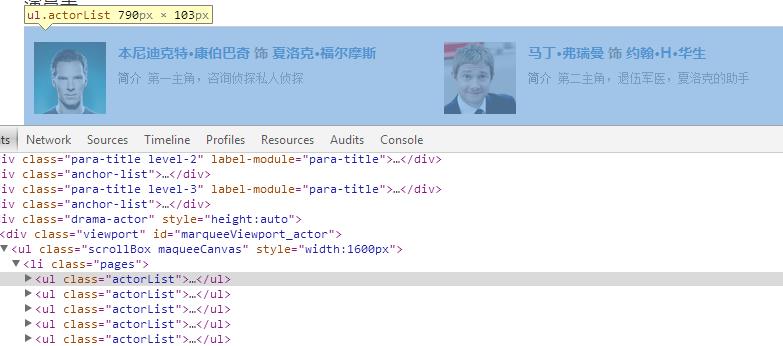 ul.actorList 790px × 103px
本尼迪克特·康伯巴奇 饰 夏洛克·福尔摩斯
简介 第一主角，咨询侦探私人侦探
马丁·弗瑞曼 饰 约翰·H·华生
简介 第二主角，退伍军医，夏洛克的助手
Network Sources Timeline Profiles Resources Audits Console
iv class="para-title level-2" label-module="para-title">…</div>
iv class="anchor-list">…</div>
iv class="para-title level-3" label-module="para-title">…</div>
iv class="anchor-list">…</div>
iv class="drama-actor" style="height:auto">
<div class="viewport" id="marqueeViewport_actor">
▼<ul class="scrollBox maqueeCanvas" style="width:1600px">
▼<li class="pages">
▶<ul class="actorList">…</ul>
▶<ul class="actorList">…</ul>
▶<ul class="actorList">…</ul>
▶<ul class="actorList">…</ul>
▶<ul class="actorList">…</ul>